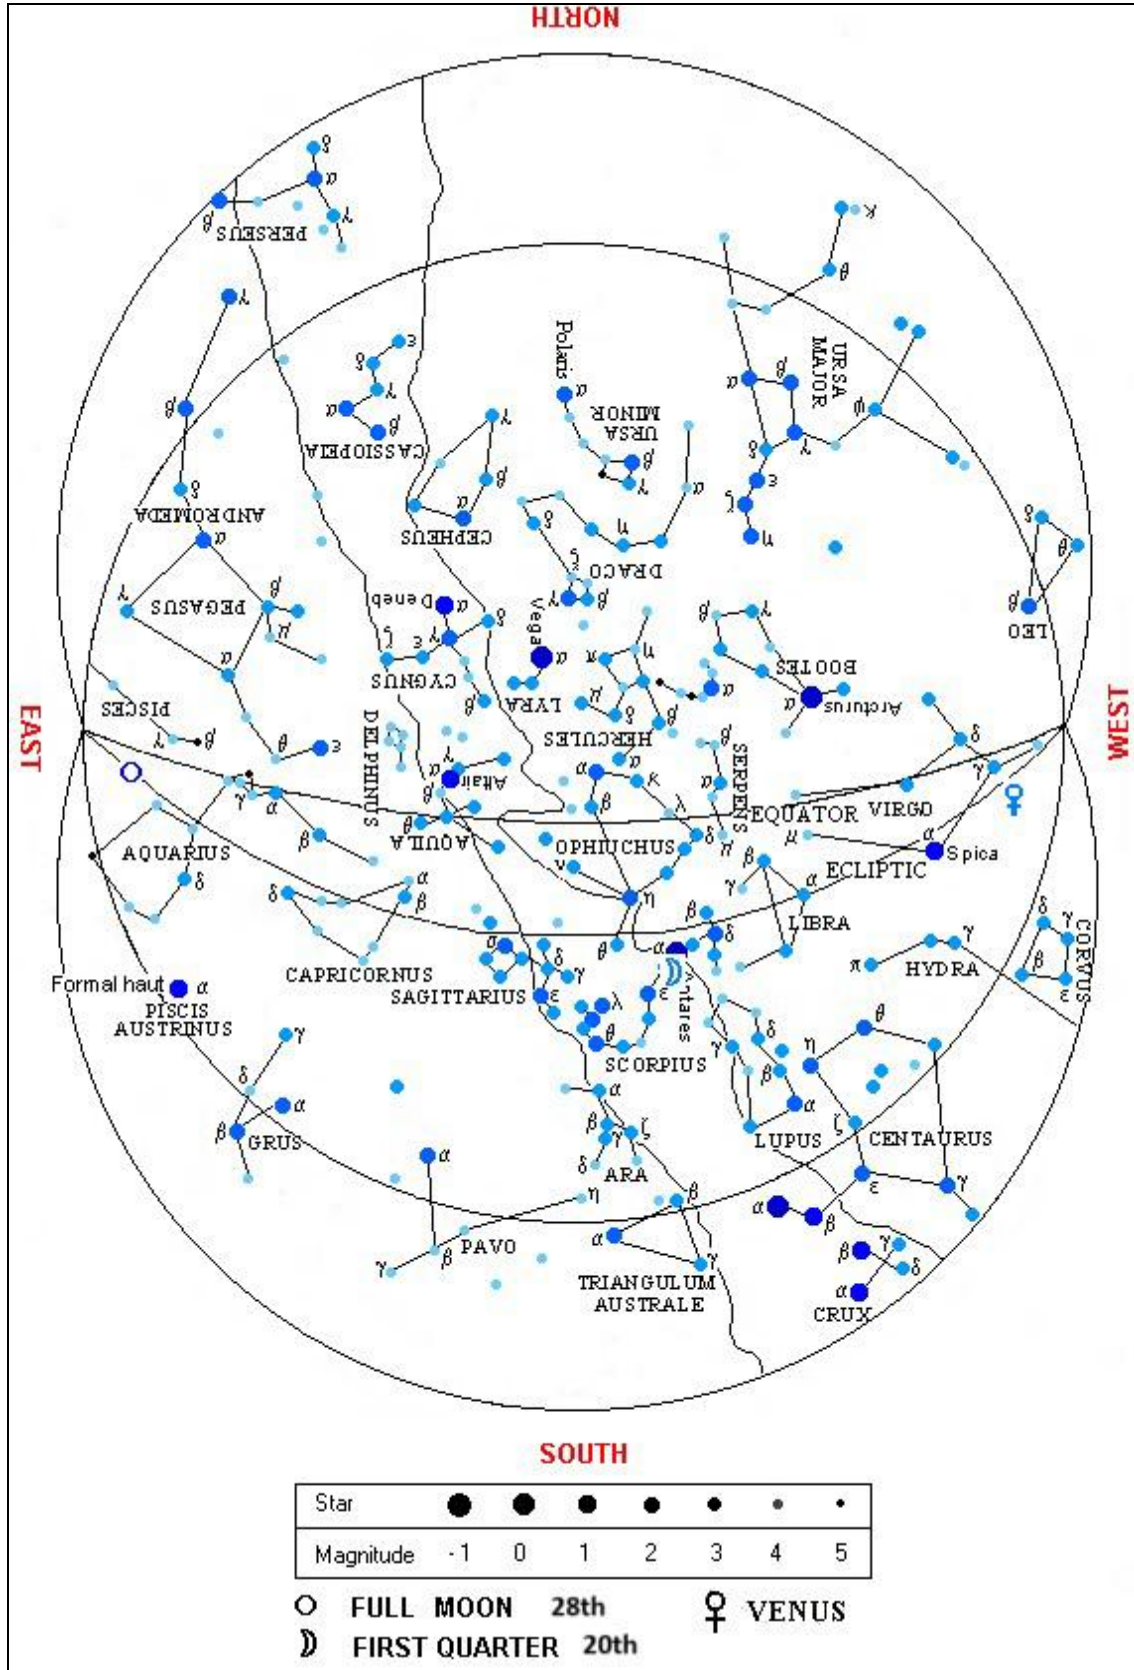 NORTH
δ
α
β
γ
PERSEUS
κ
θ
γ
ε
δ
γ
α
β
CASSIOPEIA
Polaris
α
URSA
MINOR
β
γ
URSA
MAJOR
α
β
γ
δ
ε
ζ
η
φ
β
δ
ANDROMEDA
α
γ
β
α
CEPHEUS
δ
η
α
ζ
DRACO
δ
θ
β
LEO
γ
PEGASUS
β
μ
α
θ
ε
Deneb
α
γ
δ
ε
ζ
CYGNUS
β
Vega
α
LYRA
π
η
μ
δ
β
HERCULES
α
α
β
γ
BOOTES
α
Arcturus
EAST
WEST
PISCES
γ
β
DELPHINUS
γ
α
Altair
β
θ
AQUILA
α
κ
β
λ
δ
OPHIUCHUS
ν
η
θ
β
SERPENS
α
μ
EQUATOR
VIRGO
δ
γ
μ
α
Spica
ECLIPTIC
γ
α
β
AQUARIUS
δ
δ
α
β
CAPRICORNUS
β
γ
α
LIBRA
β
δ
α
Antares
σ
δ
γ
SAGITTARIUS
ε
ε
λ
θ
SCORPIUS
π
γ
HYDRA
δ
γ
β
ε
CORVUS
Formal haut
α
PISCIS
AUSTRINUS
γ
δ
α
β
GRUS
α
β
γ
ζ
δ
ARA
γ
δ
β
α
LUPUS
η
θ
ζ
CENTAURUS
ε
γ
α
β
α
η
β
γ
PAVO
β
α
γ
TRIANGULUM
AUSTRALE
β
γ
δ
α
CRUX
SOUTH
Star
Magnitude -1 0 1 2 3 4 5
FULL MOON 28th
♀ VENUS
FIRST QUARTER 20th